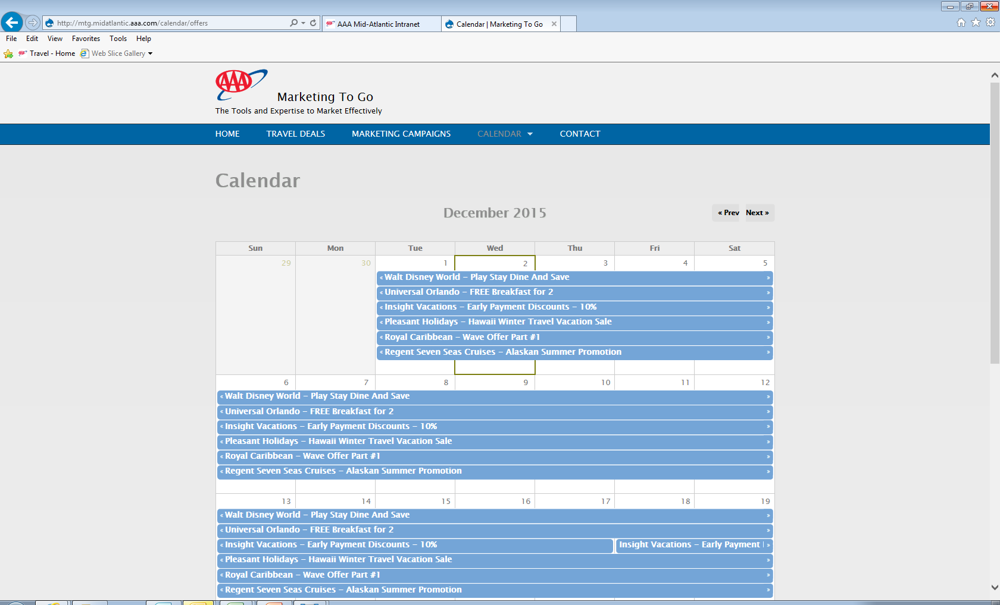 http://mtg.midatlantic.aaa.com/calendar/offers
AAA Mid-Atlantic Intranet
Calendar | Marketing To Go
File Edit View Favorites Tools Help
Travel - Home Web Slice Gallery
AAA
Marketing To Go
The Tools and Expertise to Market Effectively
HOME TRAVEL DEALS MARKETING CAMPAIGNS CALENDAR CONTACT
Calendar
December 2015
« Prev Next »
Sun Mon Tue Wed Thu Fri Sat
29 30 1 2 3 4 5
« Walt Disney World – Play Stay Dine And Save »
« Universal Orlando – FREE Breakfast for 2 »
« Insight Vacations – Early Payment Discounts – 10% »
« Pleasant Holidays – Hawaii Winter Travel Vacation Sale »
« Royal Caribbean – Wave Offer Part #1 »
« Regent Seven Seas Cruises – Alaskan Summer Promotion »
6 7 8 9 10 11 12
« Walt Disney World – Play Stay Dine And Save »
« Universal Orlando – FREE Breakfast for 2 »
« Insight Vacations – Early Payment Discounts – 10% »
« Pleasant Holidays – Hawaii Winter Travel Vacation Sale »
« Royal Caribbean – Wave Offer Part #1 »
« Regent Seven Seas Cruises – Alaskan Summer Promotion »
13 14 15 16 17 18 19
« Walt Disney World – Play Stay Dine And Save »
« Universal Orlando – FREE Breakfast for 2 »
« Insight Vacations – Early Payment Discounts – 10% Insight Vacations – Early Payment »
« Pleasant Holidays – Hawaii Winter Travel Vacation Sale »
« Royal Caribbean – Wave Offer Part #1 »
« Regent Seven Seas Cruises – Alaskan Summer Promotion »